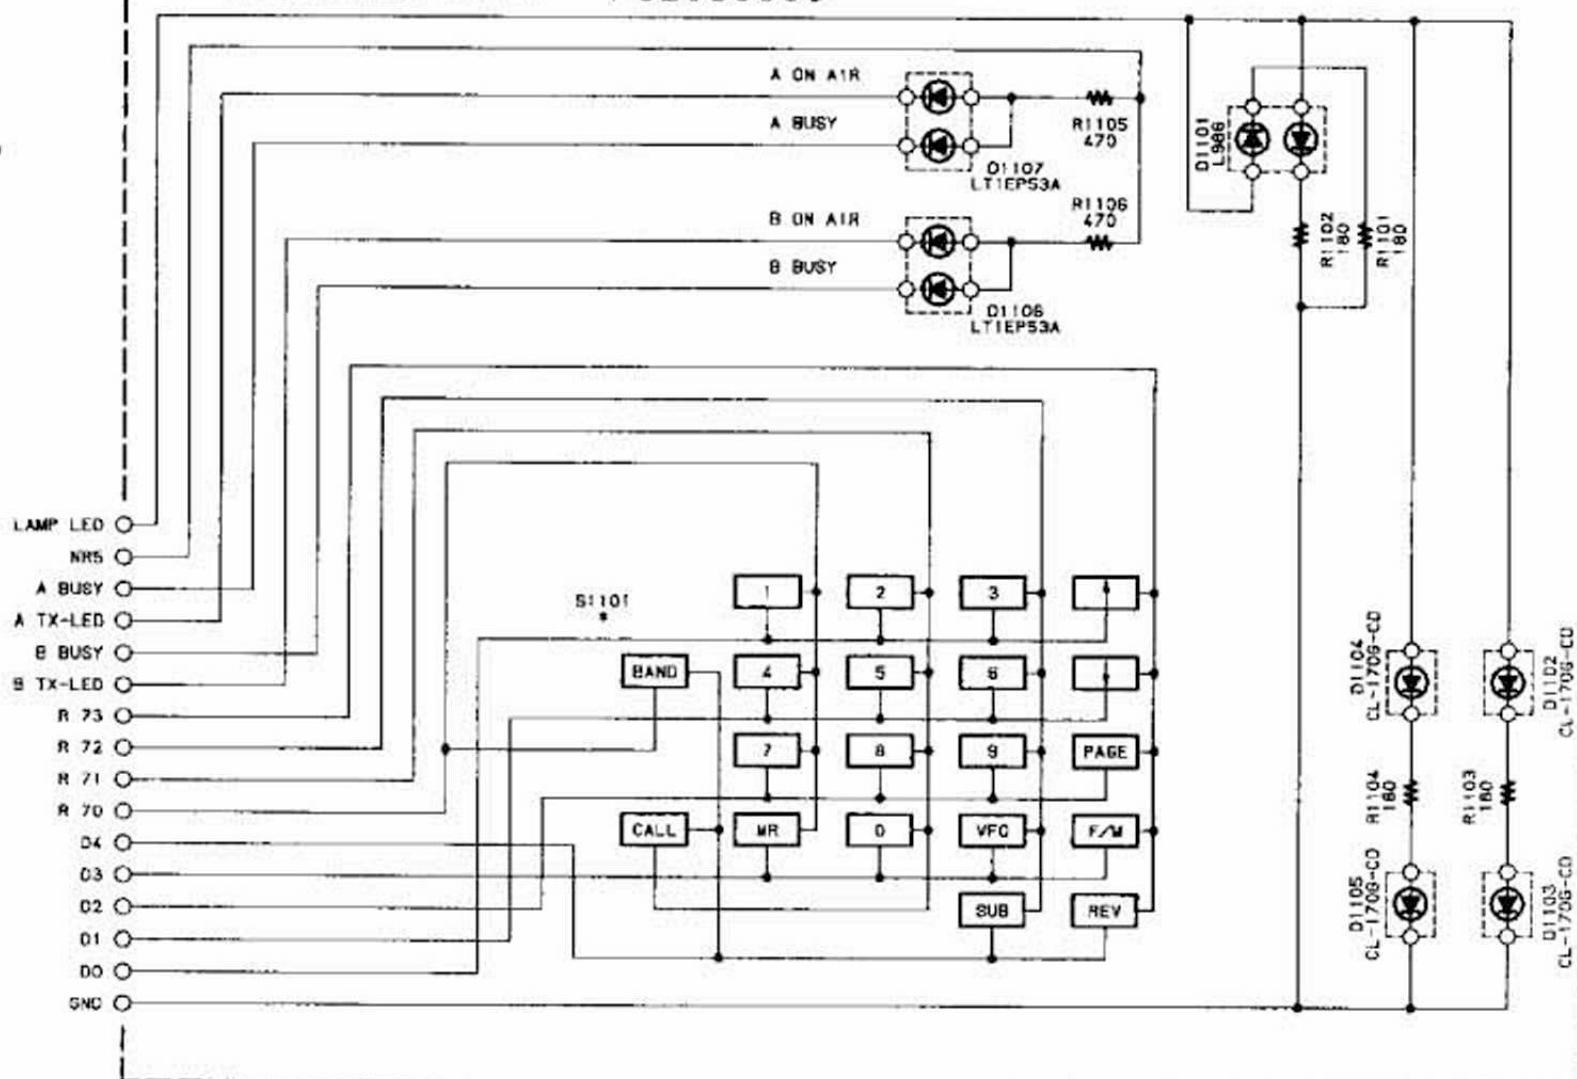 A ON AIR
A BUSY
R1105
470
D1107
LT1EP53A
R1106
470
B ON AIR
B BUSY
D1106
LT1EP53A
D1101
L986
R1102
180
R1101
180
LAMP LED
NR5
A BUSY
A TX-LED
B BUSY
B TX-LED
R 73
R 72
R 71
R 70
D4
D3
D2
D1
D0
GND
S1101
*
1
2
3
BAND
4
5
6
7
8
9
PAGE
CALL
MR
0
VFO
F/W
SUB
REV
D1104
CL-170G-CD
D1102
CL-170G-CD
R1104
180
R1103
180
D1105
CL-170G-CD
D1103
CL-170G-CD